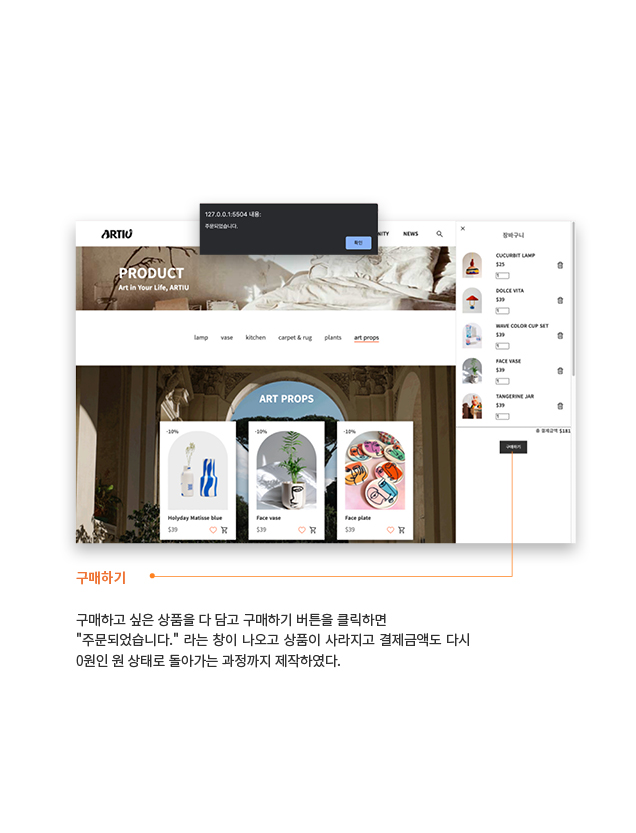 127.0.0.1:5504 내용:
주문되었습니다.
확인
ARTIU
NITY
NEWS
PRODUCT
Art in Your Life, ARTIU
lamp
vase
kitchen
carpet & rug
plants
art props
ART PROPS
-10%
Holyday Matisse blue
$39
-10%
Face vase
$39
-10%
Face plate
$39
장바구니
CUCURBIT LAMP
$25
DOLCE VITA
$39
WAVE COLOR CUP SET
$39
FACE VASE
$39
TANGERINE JAR
$39
총 결제금액 $181
구매하기
구매하기
구매하고 싶은 상품을 다 담고 구매하기 버튼을 클릭하면
"주문되었습니다." 라는 창이 나오고 상품이 사라지고 결제금액도 다시
0원인 원 상태로 돌아가는 과정까지 제작하였다.